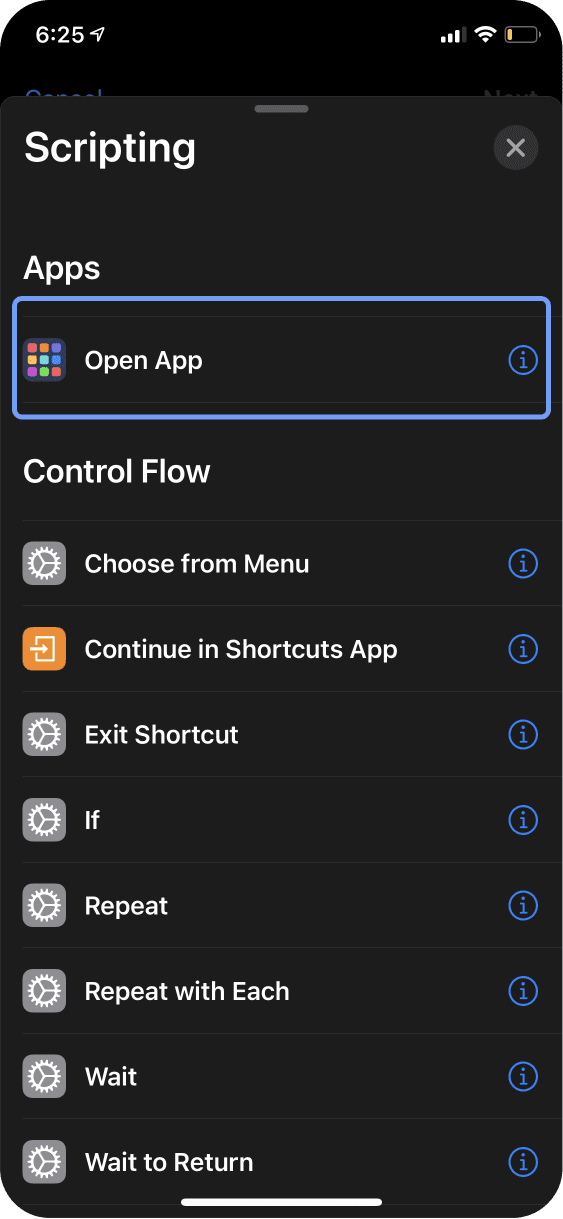 6:25
Cancel
Next
Scripting
Apps
Open App
Control Flow
Choose from Menu
Continue in Shortcuts App
Exit Shortcut
If
Repeat
Repeat with Each
Wait
Wait to Return